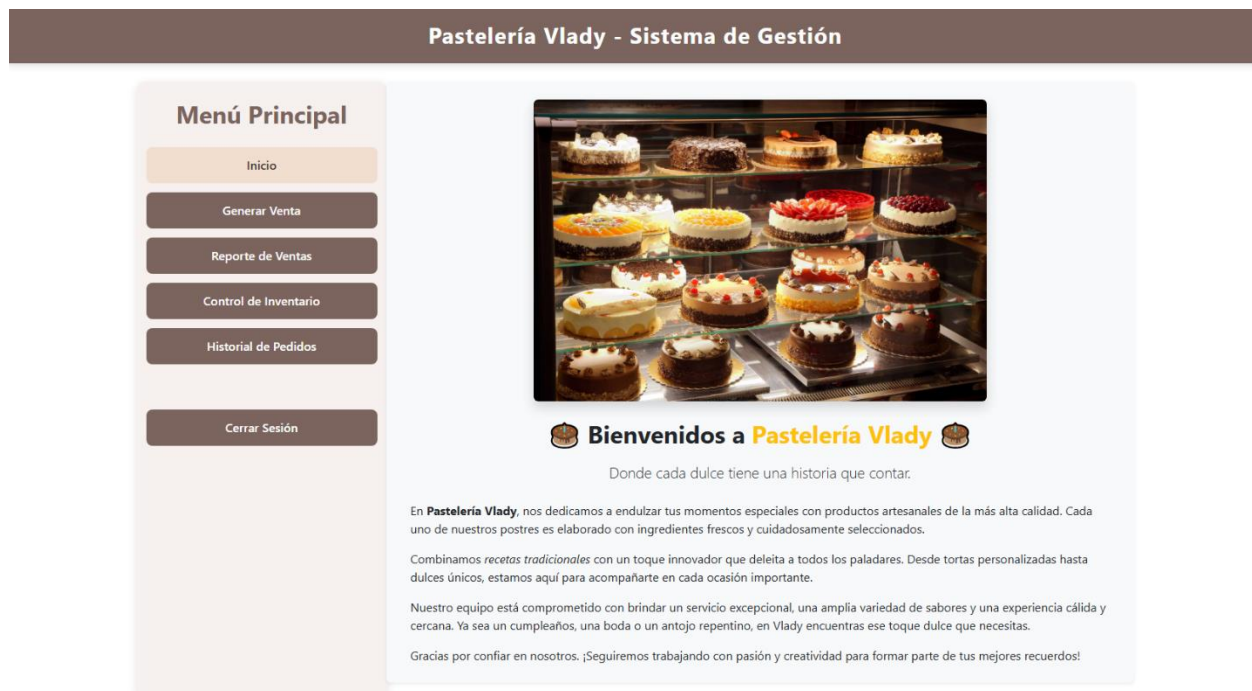 Pastelería Vlady - Sistema de Gestión
Menú Principal
Inicio
Generar Venta
Reporte de Ventas
Control de Inventario
Historial de Pedidos
Cerrar Sesión
Bienvenidos a Pastelería Vlady
Donde cada dulce tiene una historia que contar.
En Pastelería Vlady, nos dedicamos a endulzar tus momentos especiales con productos artesanales de la más alta calidad. Cada
uno de nuestros postres es elaborado con ingredientes frescos y cuidadosamente seleccionados.
Combinamos recetas tradicionales con un toque innovador que deleita a todos los paladares. Desde tortas personalizadas hasta
dulces únicos, estamos aquí para acompañarte en cada ocasión importante.
Nuestro equipo está comprometido con brindar un servicio excepcional, una amplia variedad de sabores y una experiencia cálida y
cercana. Ya sea un cumpleaños, una boda o un antojo repentino, en Vlady encuentras ese toque dulce que necesitas.
Gracias por confiar en nosotros. ¡Seguiremos trabajando con pasión y creatividad para formar parte de tus mejores recuerdos!